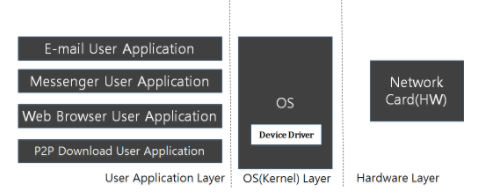 E-mail User Application
Messenger User Application
Web Browser User Application
P2P Download User Application
User Application Layer
OS
Device Driver
OS(Kernel) Layer
Network
Card(HW)
Hardware Layer